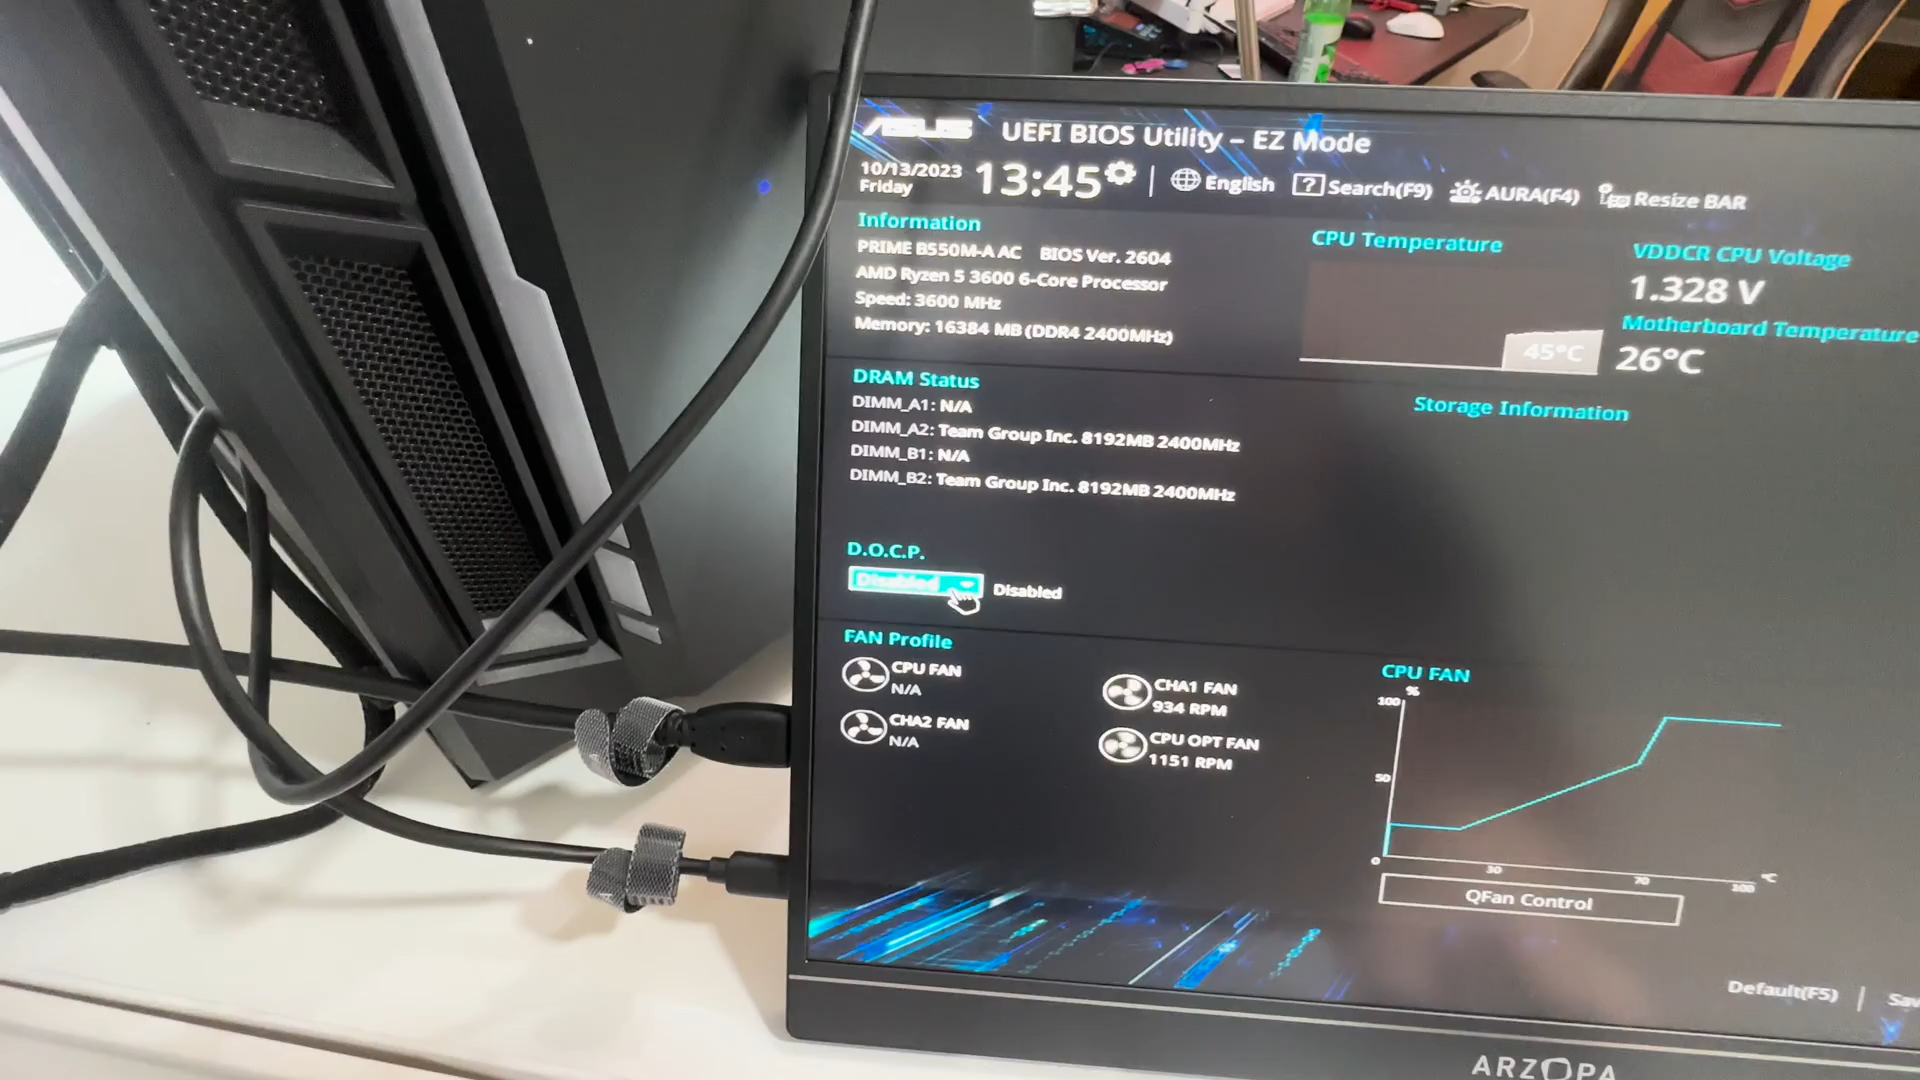 ASUS UEFI BIOS Utility – EZ Mode
10/13/2023
Friday
13:45 English Search(F9) AURA(F4) Resize BAR
Information
PRIME B550M-A AC BIOS Ver. 2604
AMD Ryzen 5 3600 6-Core Processor
Speed: 3600 MHz
Memory: 16384 MB (DDR4 2400MHz)
CPU Temperature
45°C
VDDCR CPU Voltage
1.328 V
Motherboard Temperature
26°C
DRAM Status
DIMM_A1: N/A
DIMM_A2: Team Group Inc. 8192MB 2400MHz
DIMM_B1: N/A
DIMM_B2: Team Group Inc. 8192MB 2400MHz
Storage Information
D.O.C.P.
Disabled Disabled
FAN Profile
CPU FAN
N/A
CHA1 FAN
934 RPM
CHA2 FAN
N/A
CPU OPT FAN
1151 RPM
CPU FAN
%
100
50
0
30 70 100 °C
QFan Control
Default(F5) | Sav
ARZOPA